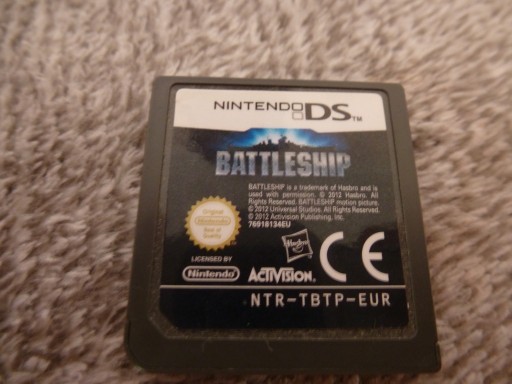 NINTENDO DS TM
BATTLESHIP
BATTLESHIP is a trademark of Hasbro and is
used with permission. © 2012 Hasbro. All
Rights Reserved. BATTLESHIP motion picture
© 2012 Universal Studios. All Rights Reserved.
© 2012 Activision Publishing, Inc.
76918134EU
Original
Nintendo
Seal of
Quality
LICENSED BY
Nintendo
Hasbro
ACTIVISION.
CE
NTR-TBTP-EUR